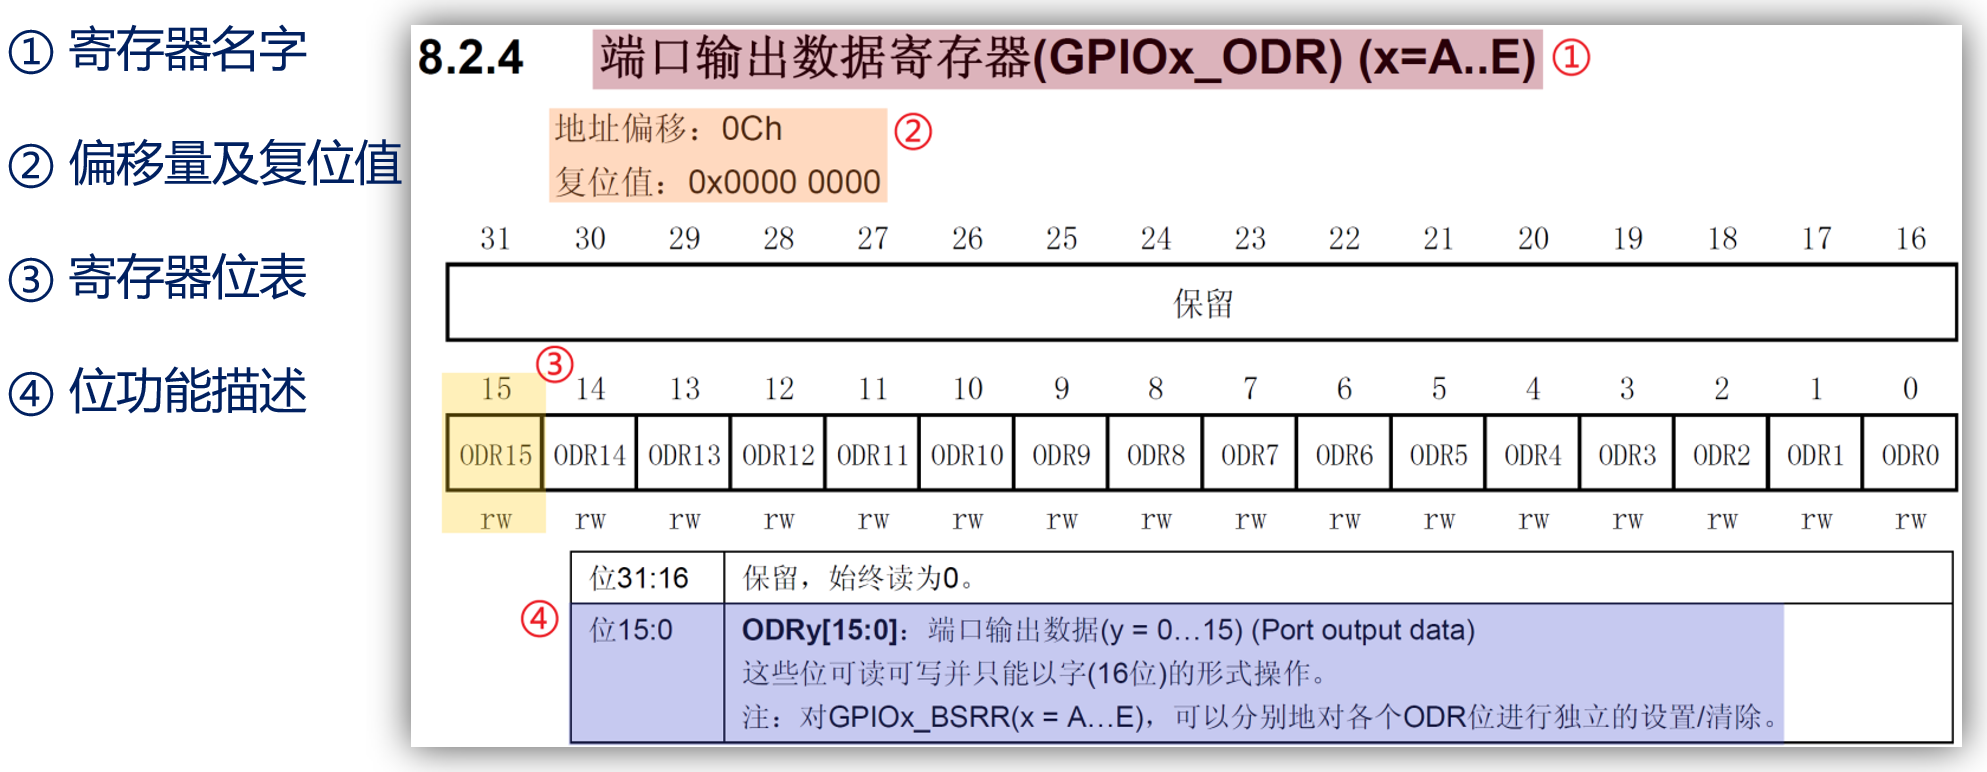 ① 寄存器名字
② 偏移量及复位值
③ 寄存器位表
④ 位功能描述
8.2.4 端口输出数据寄存器(GPIOx_ODR) (x=A..E) ①
地址偏移：0Ch ②
复位值：0x0000 0000
31 30 29 28 27 26 25 24 23 22 21 20 19 18 17 16
保留
③
15 14 13 12 11 10 9 8 7 6 5 4 3 2 1 0
ODR15 ODR14 ODR13 ODR12 ODR11 ODR10 ODR9 ODR8 ODR7 ODR6 ODR5 ODR4 ODR3 ODR2 ODR1 ODR0
rw rw rw rw rw rw rw rw rw rw rw rw rw rw rw rw
位31:16 保留，始终读为0。
④ 位15:0 ODRy[15:0]：端口输出数据(y = 0…15) (Port output data)
这些位可读可写并只能以字(16位)的形式操作。
注：对GPIOx_BSRR(x = A…E)，可以分别地对各个ODR位进行独立的设置/清除。